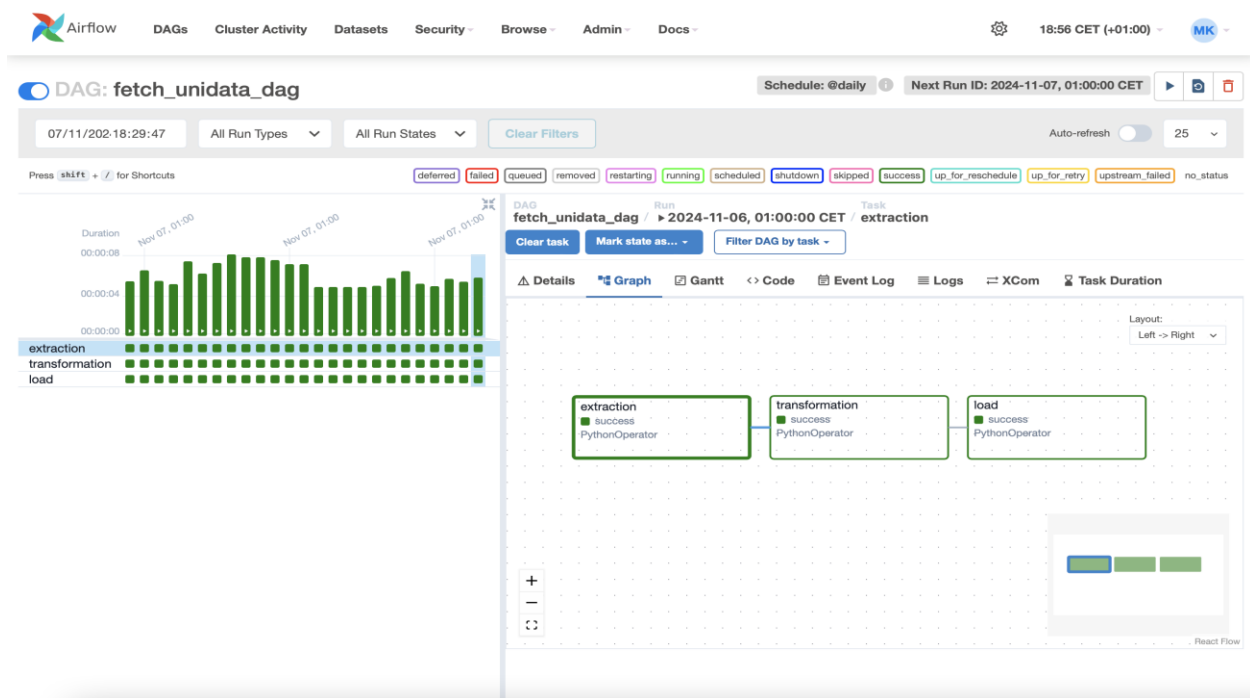 Airflow DAGs Cluster Activity Datasets Security Browse Admin Docs 18:56 CET (+01:00) MK
DAG: fetch_unidata_dag Schedule: @daily Next Run ID: 2024-11-07, 01:00:00 CET
07/11/202 18:29:47 All Run Types All Run States Clear Filters Auto-refresh 25
Press shift + / for Shortcuts deferred failed queued removed restarting running scheduled shutdown skipped success up_for_reschedule up_for_retry upstream_failed no_status
Duration
Nov 07, 01:00 Nov 07, 01:00 Nov 07, 01:00
00:00:08
00:00:04
00:00:00
extraction
transformation
load
DAG Run Task
fetch_unidata_dag / 2024-11-06, 01:00:00 CET / extraction
Clear task Mark state as... Filter DAG by task
Details Graph Gantt <> Code Event Log Logs XCom Task Duration
Layout:
Left -> Right
extraction
success
PythonOperator
transformation
success
PythonOperator
load
success
PythonOperator
+
−
React Flow